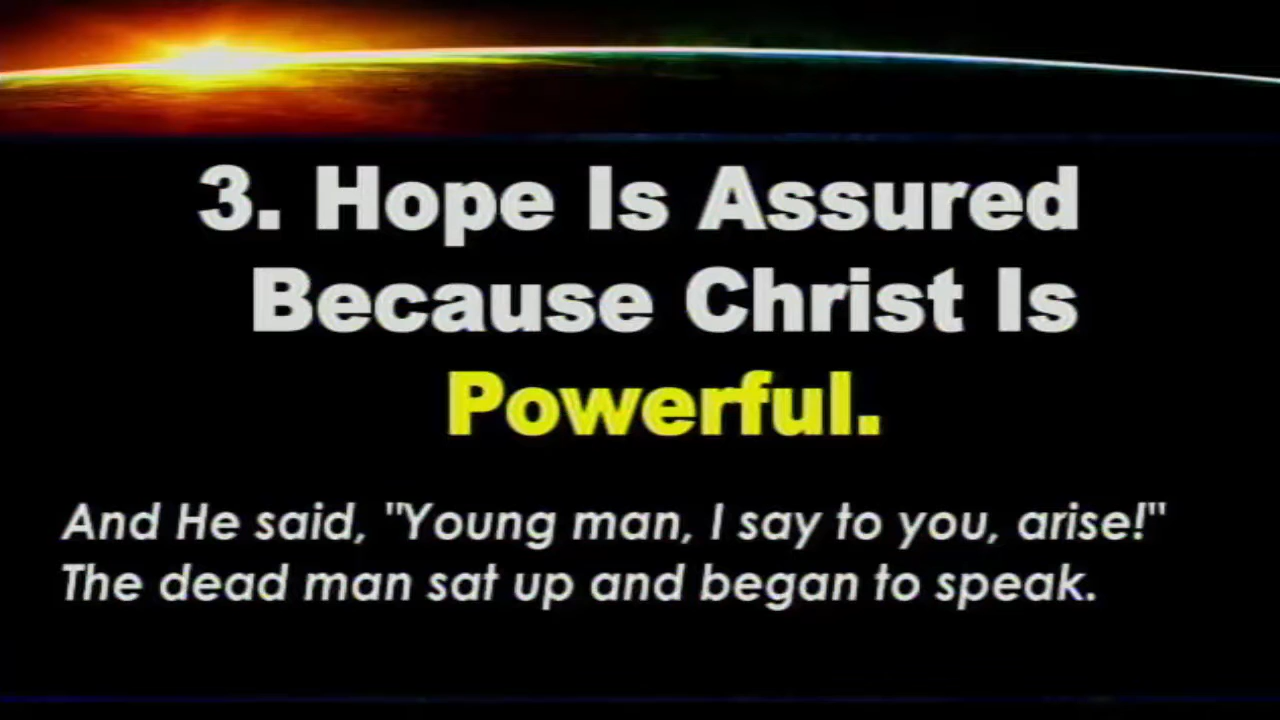 3. Hope Is Assured
Because Christ Is
Powerful.
And He said, "Young man, I say to you, arise!"
The dead man sat up and began to speak.